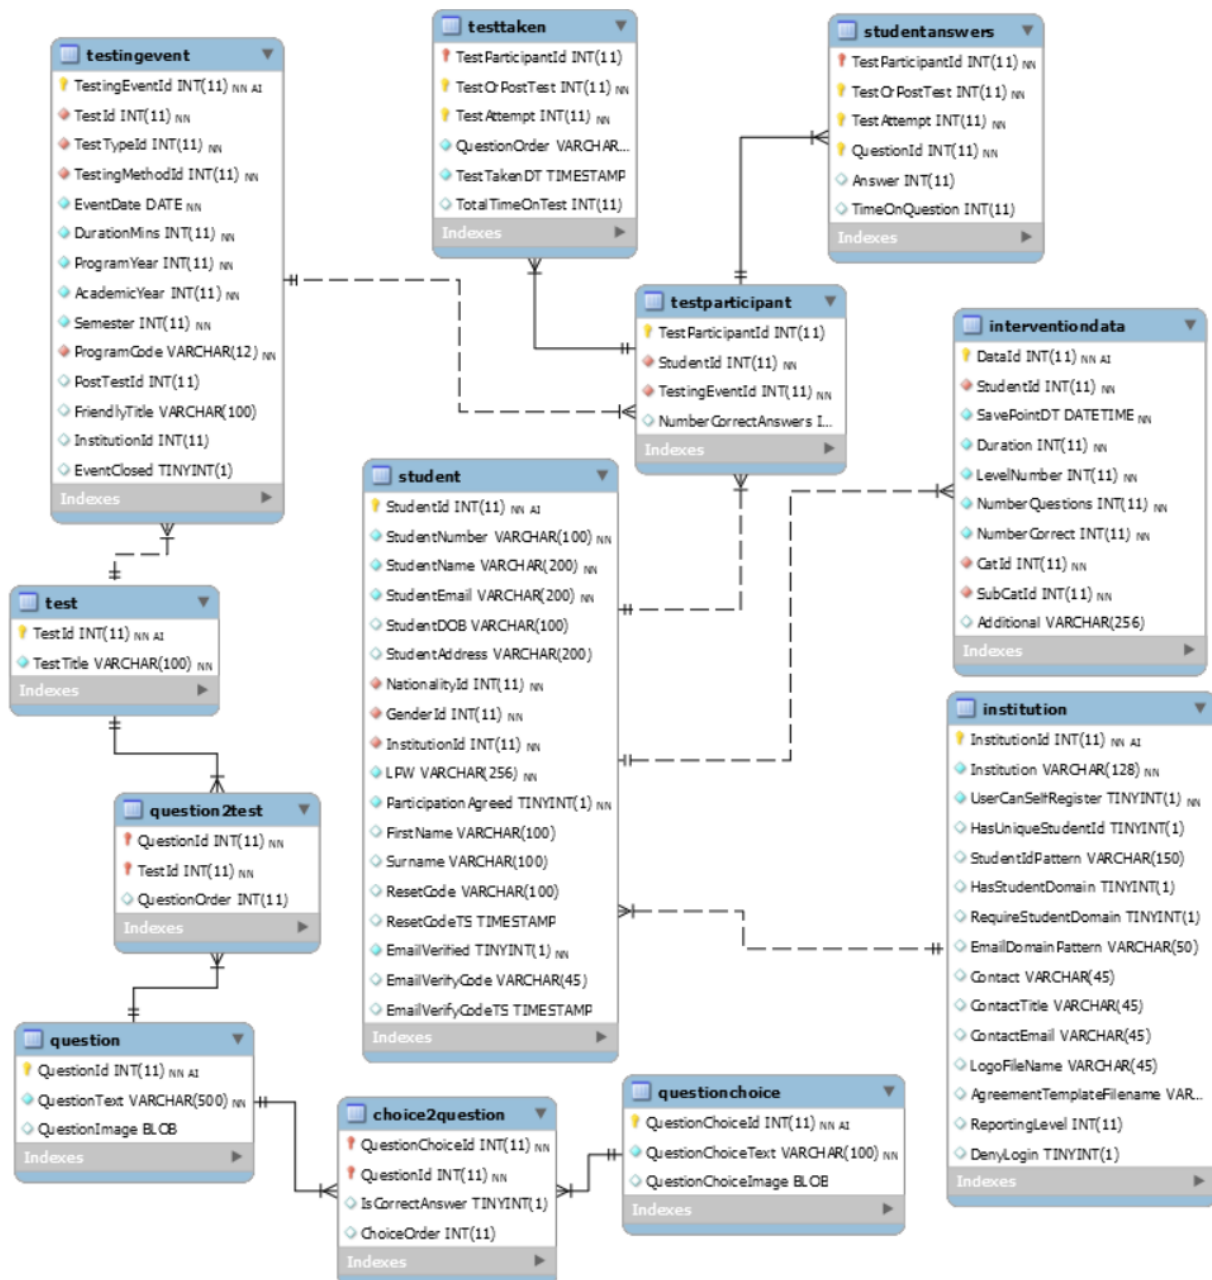 testingevent
TestingEventId INT(11) NN AI
TestId INT(11) NN
TestTypeId INT(11) NN
TestingMethodId INT(11) NN
EventDate DATE NN
DurationMins INT(11) NN
ProgramYear INT(11) NN
AcademicYear INT(11) NN
Semester INT(11) NN
ProgramCode VARCHAR(12) NN
PostTestId INT(11)
FriendlyTitle VARCHAR(100)
InstitutionId INT(11)
EventClosed TINYINT(1)
Indexes
testtaken
TestParticipantId INT(11)
TestOrPostTest INT(11) NN
TestAttempt INT(11) NN
QuestionOrder VARCHAR...
TestTakenDT TIMESTAMP
TotalTimeOnTest INT(11)
Indexes
studentanswers
TestParticipantId INT(11) NN
TestOrPostTest INT(11) NN
TestAttempt INT(11) NN
QuestionId INT(11) NN
Answer INT(11)
TimeOnQuestion INT(11)
Indexes
testparticipant
TestParticipantId INT(11)
StudentId INT(11) NN
TestingEventId INT(11) NN
NumberCorrectAnswers I...
Indexes
interventiondata
DataId INT(11) NN AI
StudentId INT(11) NN
SavePointDT DATETIME NN
Duration INT(11) NN
LevelNumber INT(11) NN
NumberQuestions INT(11) NN
NumberCorrect INT(11) NN
CatId INT(11) NN
SubCatId INT(11) NN
Additional VARCHAR(256)
Indexes
student
StudentId INT(11) NN AI
StudentNumber VARCHAR(100) NN
StudentName VARCHAR(200) NN
StudentEmail VARCHAR(200) NN
StudentDOB VARCHAR(100)
StudentAddress VARCHAR(200)
NationalityId INT(11) NN
GenderId INT(11) NN
InstitutionId INT(11) NN
LPW VARCHAR(256) NN
ParticipationAgreed TINYINT(1) NN
FirstName VARCHAR(100)
Surname VARCHAR(100)
ResetCode VARCHAR(100)
ResetCodeTS TIMESTAMP
EmailVerified TINYINT(1) NN
EmailVerifyCode VARCHAR(45)
EmailVerifyCodeTS TIMESTAMP
Indexes
test
TestId INT(11) NN AI
TestTitle VARCHAR(100) NN
Indexes
institution
InstitutionId INT(11) NN AI
Institution VARCHAR(128) NN
UserCanSelfRegister TINYINT(1) NN
HasUniqueStudentId TINYINT(1)
StudentIdPattern VARCHAR(150)
HasStudentDomain TINYINT(1)
RequireStudentDomain TINYINT(1)
EmailDomainPattern VARCHAR(50)
Contact VARCHAR(45)
ContactTitle VARCHAR(45)
ContactEmail VARCHAR(45)
LogoFileName VARCHAR(45)
AgreementTemplateFilename VAR...
ReportingLevel INT(11)
DenyLogin TINYINT(1)
Indexes
question2test
QuestionId INT(11) NN
TestId INT(11) NN
QuestionOrder INT(11)
Indexes
question
QuestionId INT(11) NN AI
QuestionText VARCHAR(500) NN
QuestionImage BLOB
Indexes
choice2question
QuestionChoiceId INT(11) NN
QuestionId INT(11) NN
IsCorrectAnswer TINYINT(1)
ChoiceOrder INT(11)
Indexes
questionchoice
QuestionChoiceId INT(11) NN AI
QuestionChoiceText VARCHAR(100) NN
QuestionChoiceImage BLOB
Indexes